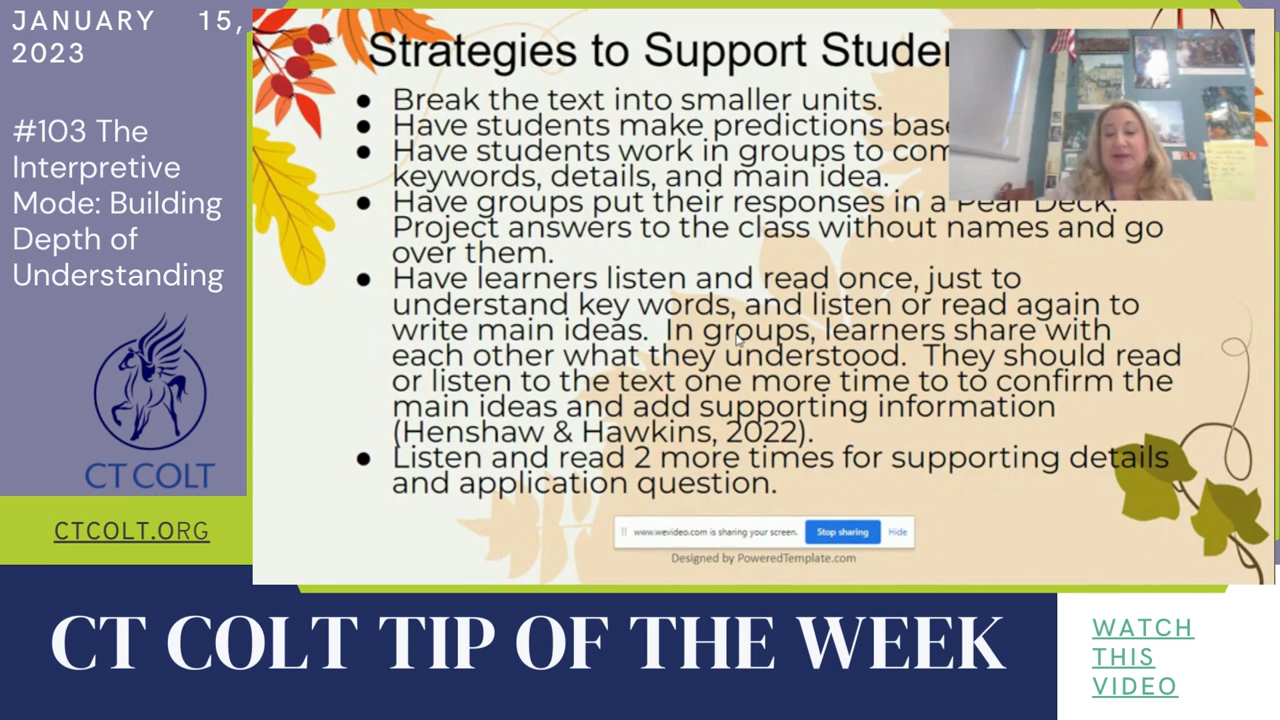 JANUARY 15,
2023
#103 The
Interpretive
Mode: Building
Depth of
Understanding
CT COLT
CTCOLT.ORG
Strategies to Support
• Break the text into smaller units.
• Have students make predictions
• Have students work in groups to
keywords, details, and main idea.
• Have groups put their responses in a Pear Deck.
Project answers to the class without names and go
over them.
• Have learners listen and read once, just to
understand key words, and listen or read again to
write main ideas. In groups, learners share with
each other what they understood. They should read
or listen to the text one more time to to confirm the
main ideas and add supporting information
(Henshaw & Hawkins, 2022).
• Listen and read 2 more times for supporting details
and application question.
www.wevideo.com is sharing your screen. Stop sharing Hide
Designed by PoweredTemplate.com
CT COLT TIP OF THE WEEK
WATCH
THIS
VIDEO